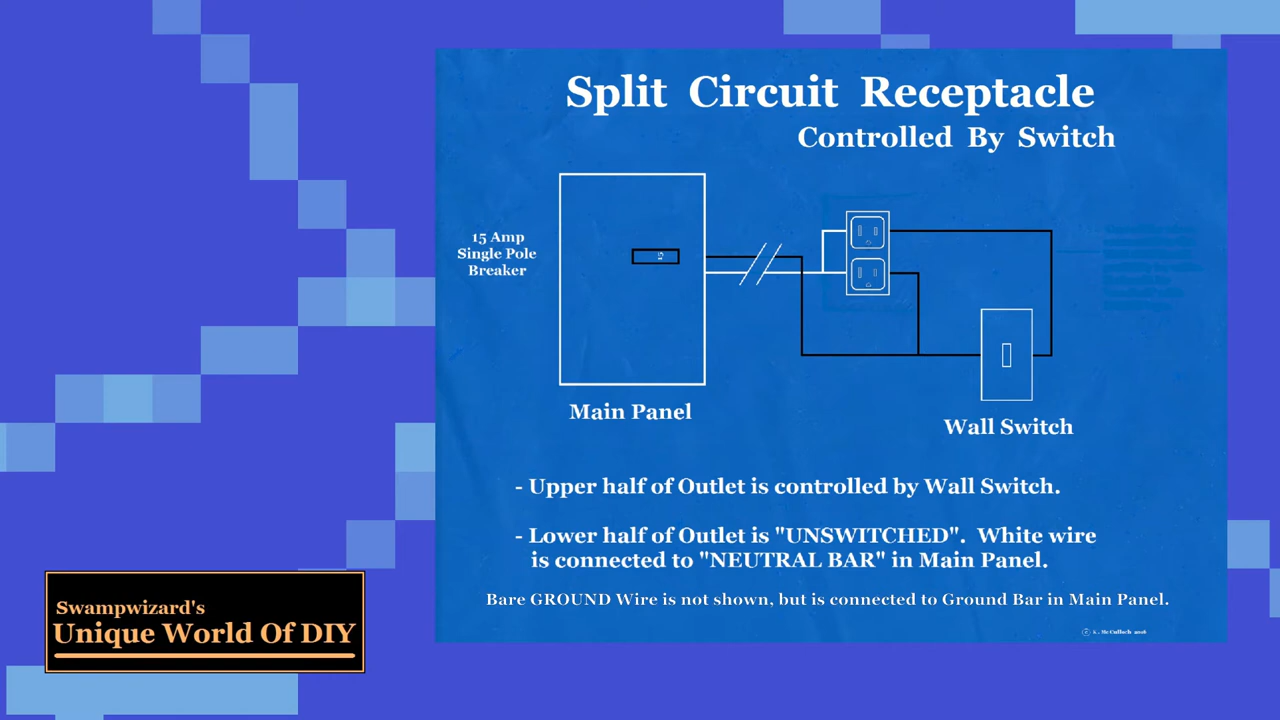 Split Circuit Receptacle
Controlled By Switch
15 Amp
Single Pole
Breaker
15
Main Panel
Wall Switch
- Upper half of Outlet is controlled by Wall Switch.
- Lower half of Outlet is "UNSWITCHED". White wire
is connected to "NEUTRAL BAR" in Main Panel.
Bare GROUND Wire is not shown, but is connected to Ground Bar in Main Panel.
Swampwizard's
Unique World Of DIY